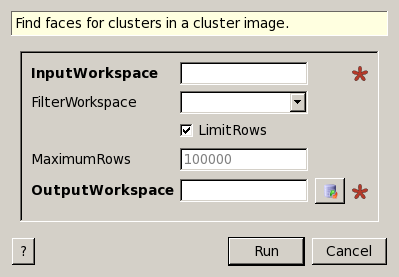 Find faces for clusters in a cluster image.
InputWorkspace
FilterWorkspace
LimitRows
MaximumRows 100000
OutputWorkspace
? Run Cancel